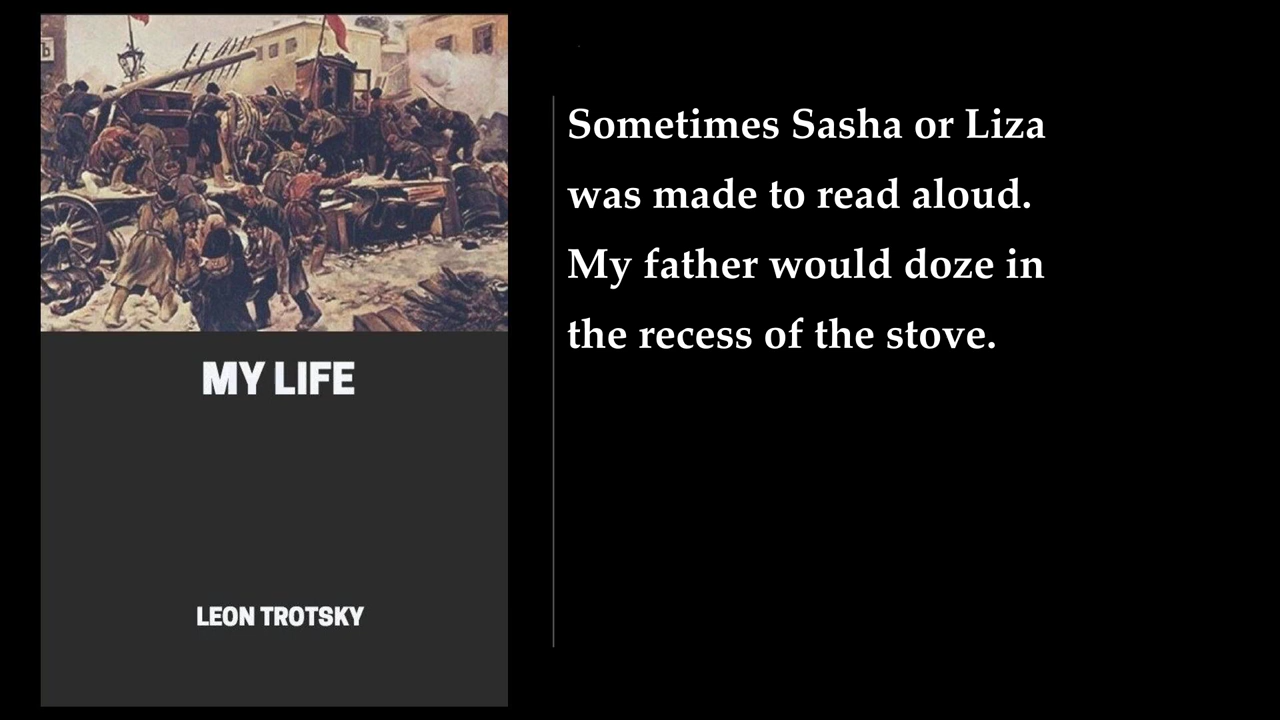 MY LIFE
LEON TROTSKY
Sometimes Sasha or Liza
was made to read aloud.
My father would doze in
the recess of the stove.